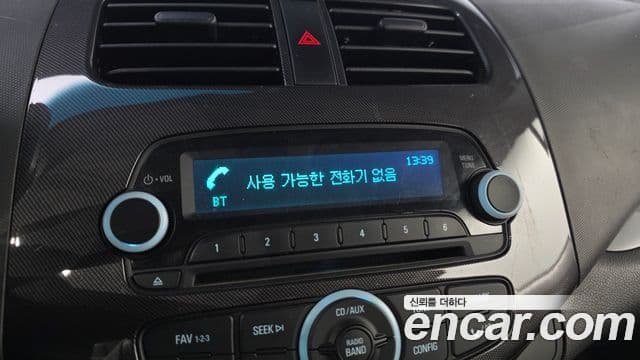 사용 가능한 전화기 없음
13:39
BT
⏻ · VOL
MENU
TUNE
1 2 3 4 5 6
CD/AUX
FAV 1-2-3
SEEK
RADIO
BAND
CONFIG
신뢰를 더하다
encar.com